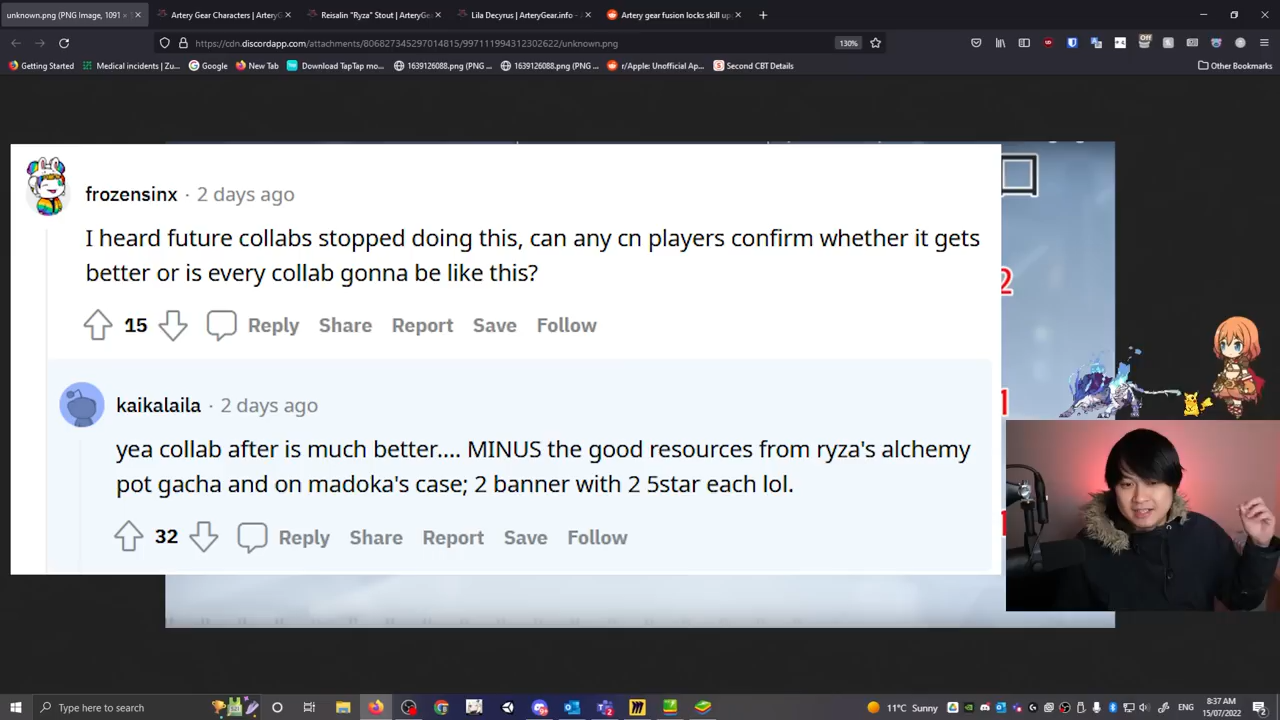 unknown.png (PNG Image, 1091 ×
Artery Gear Characters | ArteryG
Reisalin "Ryza" Stout | ArteryGe
Lila Decyrus | ArteryGear.info -
Artery gear fusion locks skill up
https://cdn.discordapp.com/attachments/806827345297014815/997111994312302622/unknown.png
130%
Off
Getting Started
Medical incidents | Zu...
Google
New Tab
Download TapTap mo...
1639126088.png (PNG ...
1639126088.png (PNG ...
r/Apple: Unofficial Ap...
Second CBT Details
Other Bookmarks
frozensinx · 2 days ago
I heard future collabs stopped doing this, can any cn players confirm whether it gets
better or is every collab gonna be like this?
15 Reply Share Report Save Follow
kaikalaila · 2 days ago
yea collab after is much better.... MINUS the good resources from ryza's alchemy
pot gacha and on madoka's case; 2 banner with 2 5star each lol.
32 Reply Share Report Save Follow
2
1
1
Type here to search
11°C Sunny
ENG
8:37 AM
15/07/2022
2